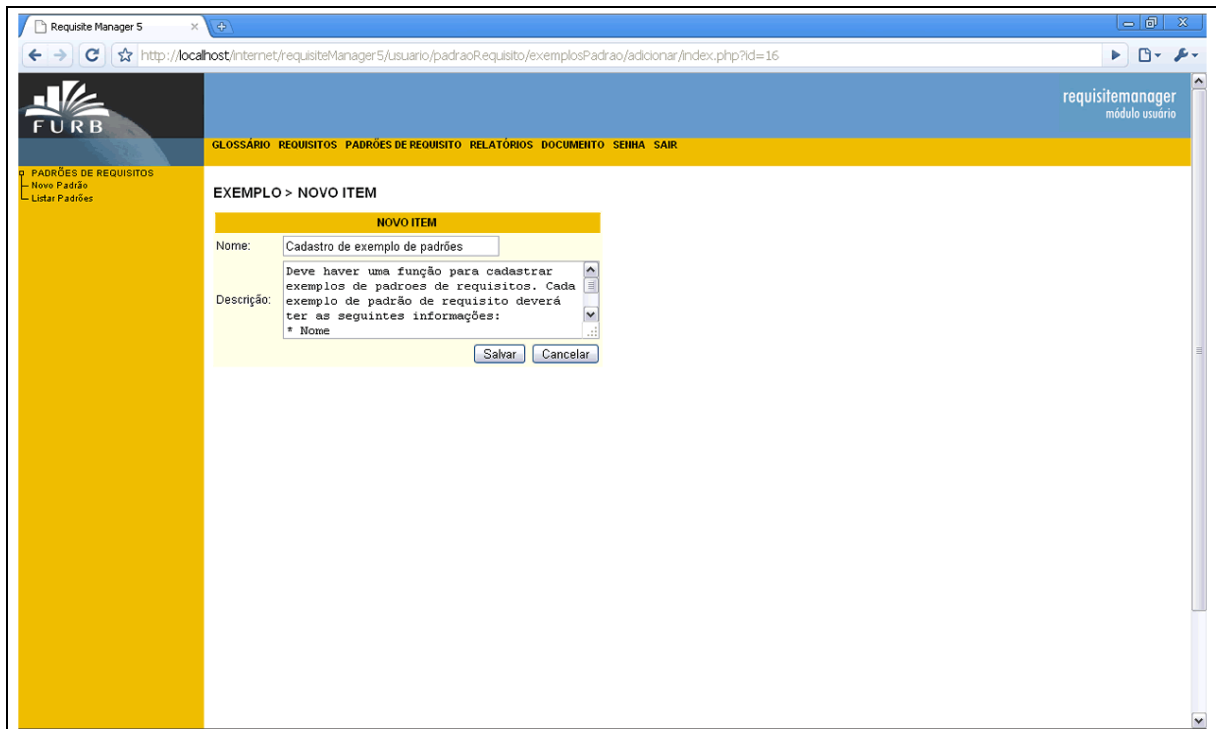 Requisite Manager 5
http://localhost/internet/requisiteManager5/usuario/padraoRequisito/exemplosPadrao/adicionar/index.php?id=16
FURB
requisitemanager
módulo usuário
GLOSSÁRIO REQUISITOS PADRÕES DE REQUISITO RELATÓRIOS DOCUMENTO SENHA SAIR
PADRÕES DE REQUISITOS
Novo Padrão
Listar Padrões
EXEMPLO > NOVO ITEM
NOVO ITEM
Nome: Cadastro de exemplo de padrões
Descrição:
Deve haver uma função para cadastrar
exemplos de padroes de requisitos. Cada
exemplo de padrão de requisito deverá
ter as seguintes informações:
* Nome
Salvar Cancelar